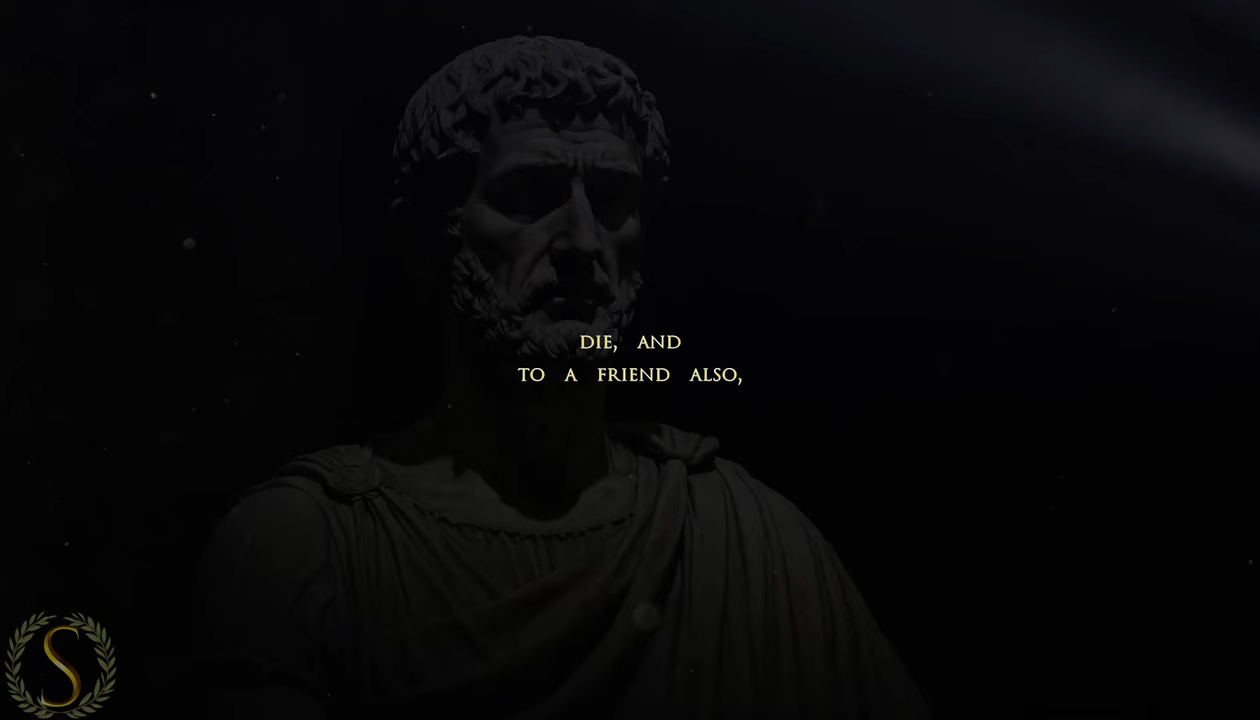 DIE, AND
TO A FRIEND ALSO,
S